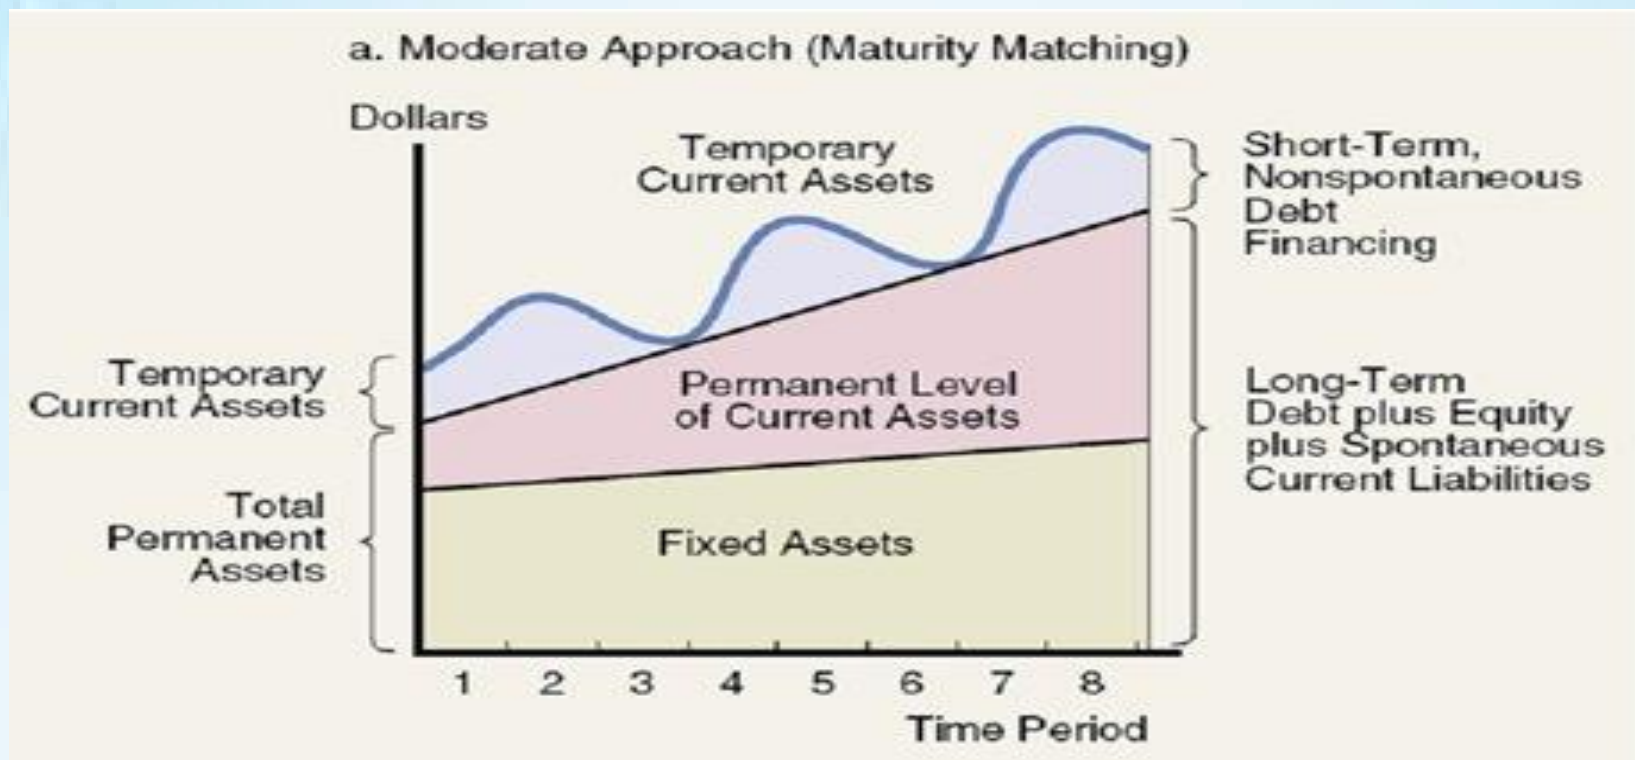 a. Moderate Approach (Maturity Matching)
Dollars
Temporary
Current Assets
Short-Term,
Nonspontaneous
Debt
Financing
Temporary
Current Assets
Permanent Level
of Current Assets
Long-Term
Debt plus Equity
plus Spontaneous
Current Liabilities
Total
Permanent
Assets
Fixed Assets
1 2 3 4 5 6 7 8
Time Period